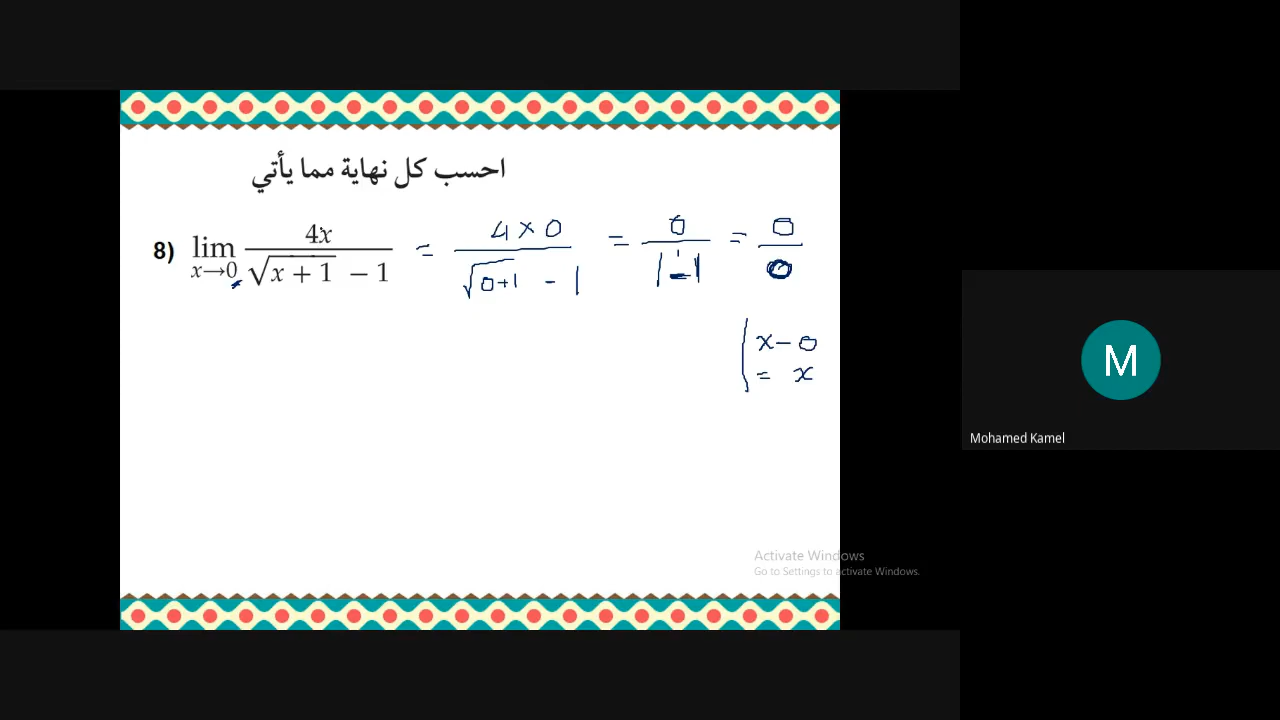 احسب كل نهاية مما يأتي
8) lim x→0 4x / √(x + 1) − 1 = 4 × 0 / √(0+1) - 1 = 0 / 1 - 1 = 0 / 0
x - 0
= x
M
Mohamed Kamel
Activate Windows
Go to Settings to activate Windows.